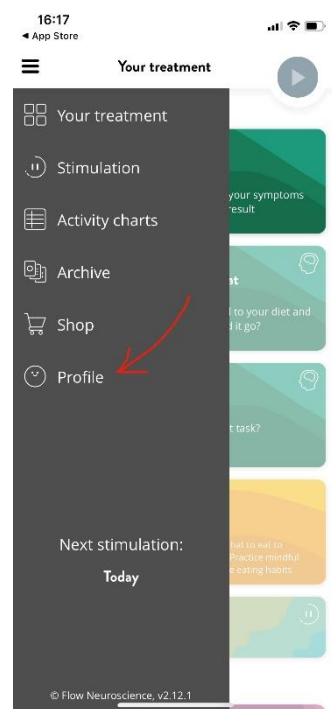 16:17
◀ App Store
Your treatment
Your treatment
Stimulation
your symptoms
result
Activity charts
Archive
at
to your diet and
d it go?
Shop
Profile
t task?
Next stimulation:
hat to eat to
Practice mindful
e eating habits
Today
© Flow Neuroscience, v2.12.1